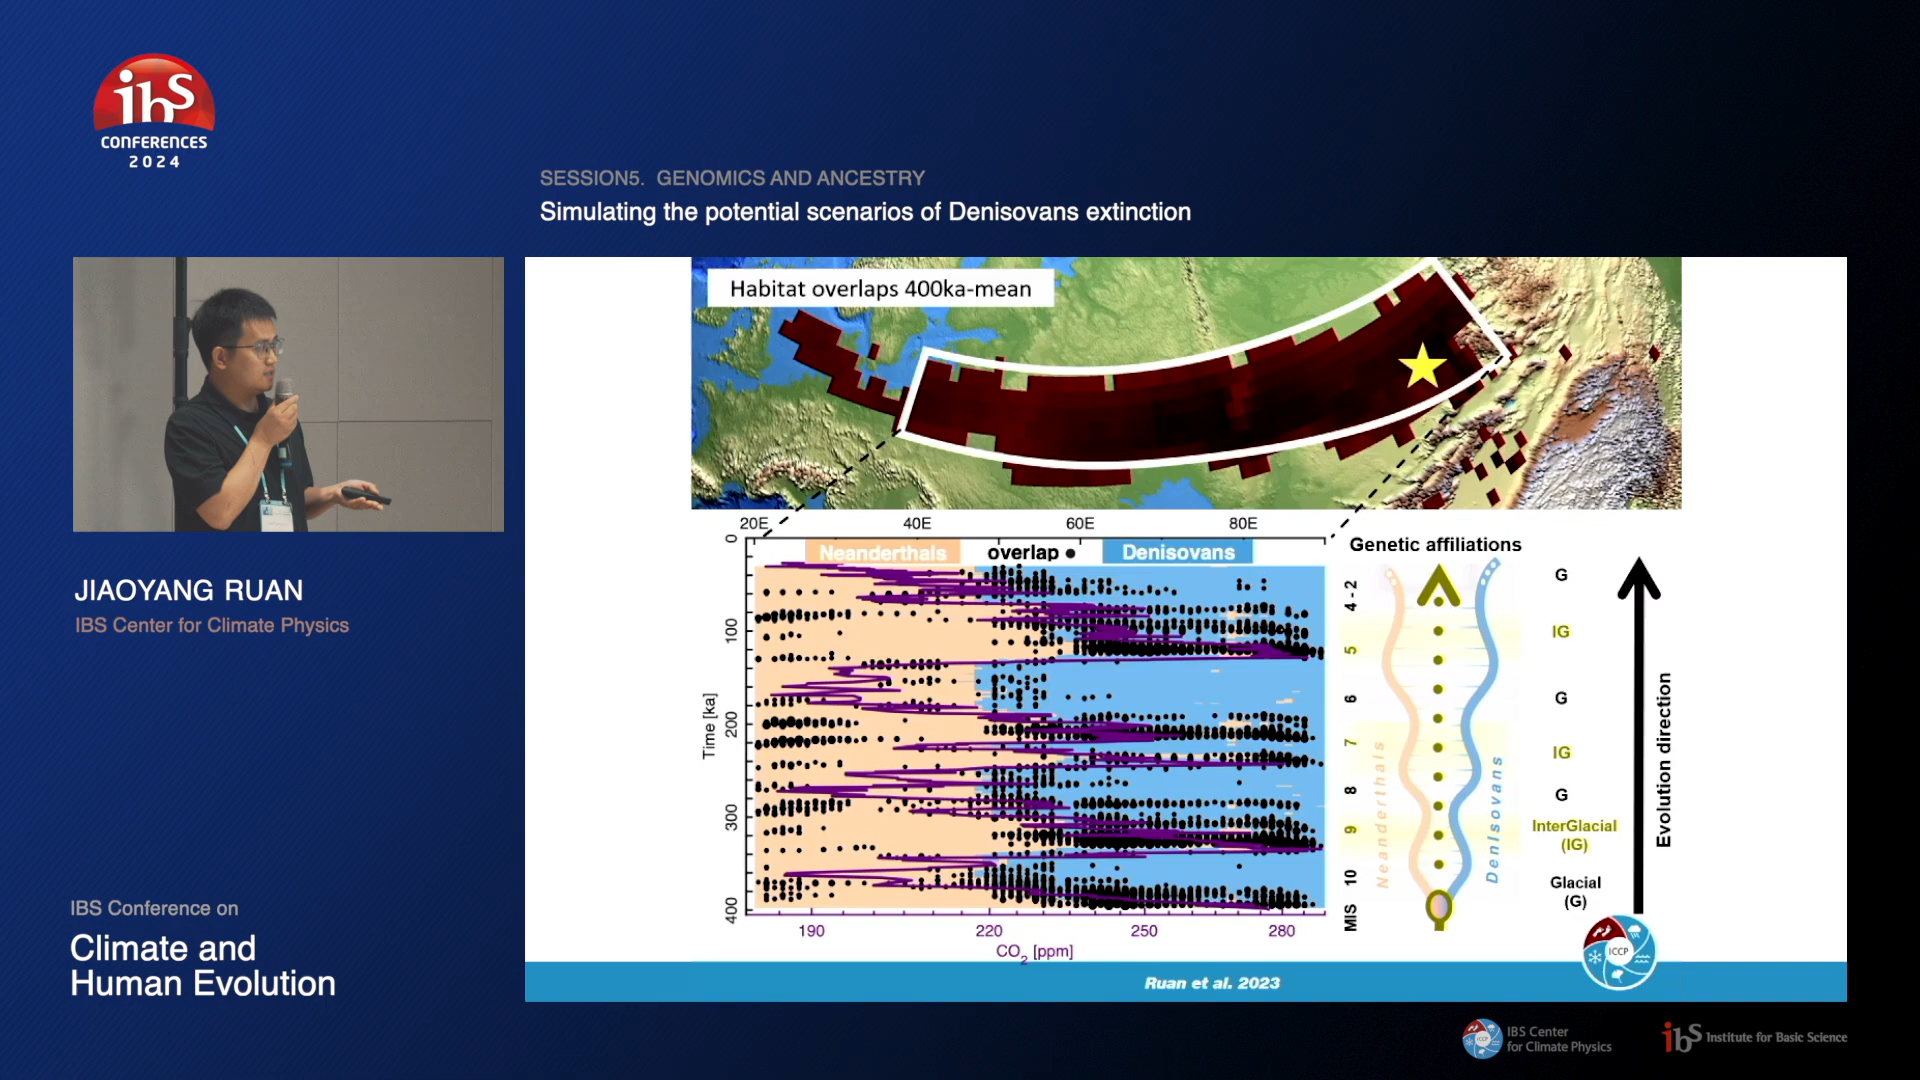 ibS
CONFERENCES
2024
SESSION5. GENOMICS AND ANCESTRY
Simulating the potential scenarios of Denisovans extinction
JIAOYANG RUAN
IBS Center for Climate Physics
IBS Conference on
Climate and
Human Evolution
Habitat overlaps 400ka-mean
20E 40E 60E 80E
Neanderthals overlap Denisovans
Time [ka]
0
100
200
300
400
190 220 250 280
CO2 [ppm]
Genetic affiliations
4 - 2
5
6
7
8
9
10
MIS
Neanderthals
DenIsovans
G
IG
G
IG
G
InterGlacial
(IG)
Glacial
(G)
Evolution direction
ICCP
Ruan et al. 2023
ICCP
IBS Center
for Climate Physics
ibS Institute for Basic Science